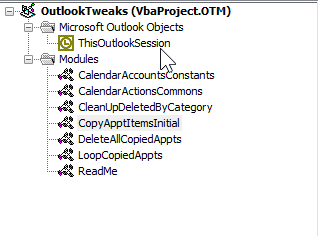 OutlookTweaks (VbaProject.OTM)
Microsoft Outlook Objects
ThisOutlookSession
Modules
CalendarAccountsConstants
CalendarActionsCommons
CleanUpDeletedByCategory
CopyApptItemsInitial
DeleteAllCopiedAppts
LoopCopiedAppts
ReadMe